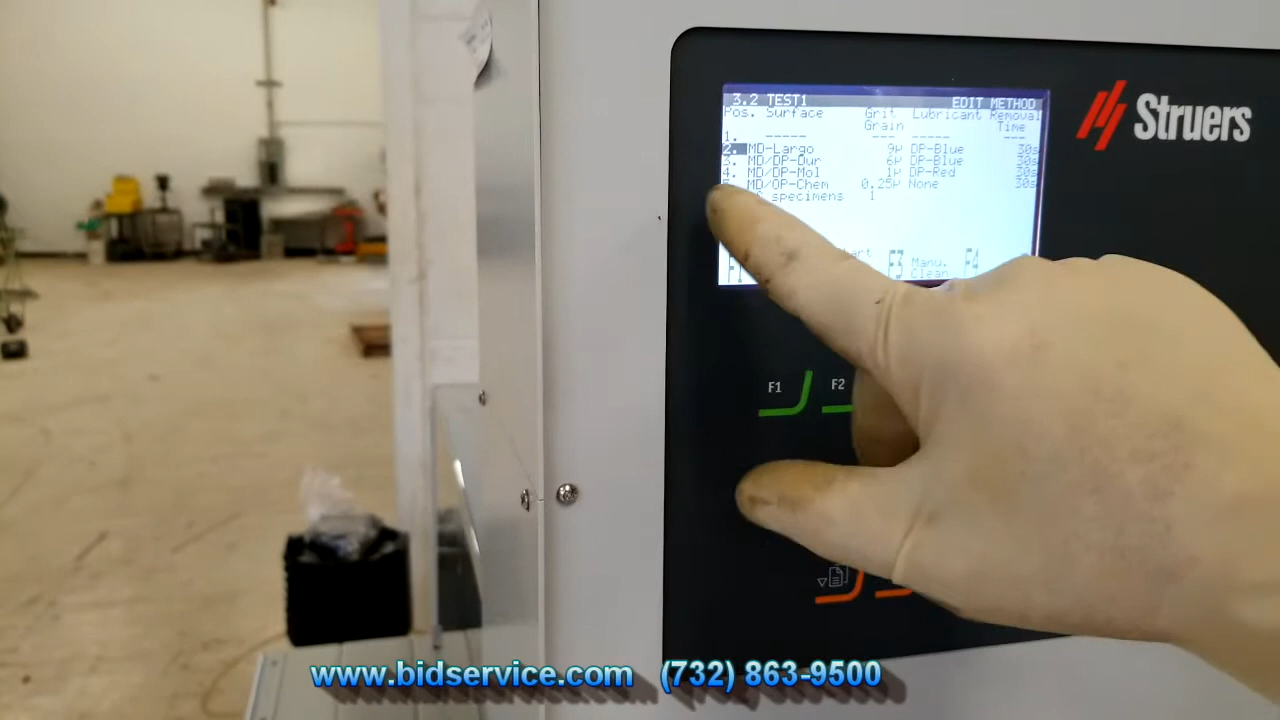 3.2 TEST1 EDIT METHOD
Pos. Surface Grit Lubricant Removal
Grain Time
1. ----- --- ----- ---
2. MD-Largo 9µ DP-Blue 30s
3. MD/DP-Dur 6µ DP-Blue 30s
4. MD/DP-Mol 1µ DP-Red 30s
MD/OP-Chem 0.25µ None 30s
specimens 1
F1 F3 Manu. F4
Clean
Struers
F1 F2
www.bidservice.com (732) 863-9500